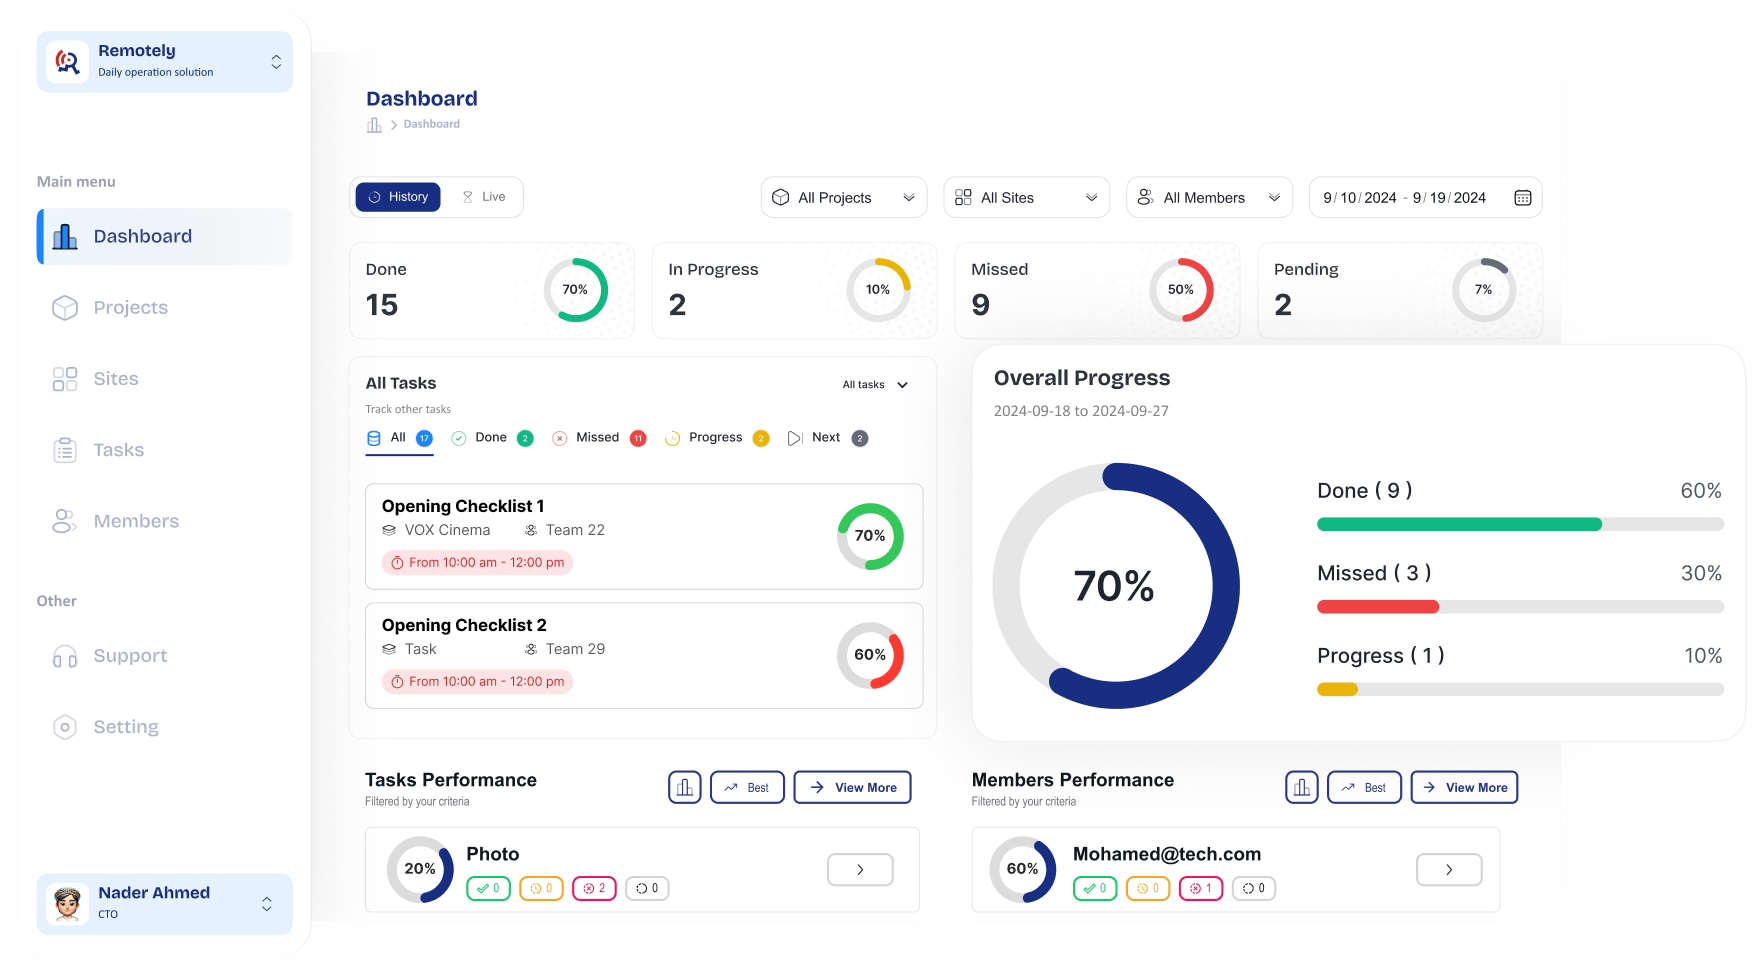 Remotely
Daily operation solution
Main menu
Dashboard
Projects
Sites
Tasks
Members
Other
Support
Setting
Nader Ahmed
CTO
Dashboard
Dashboard
History
Live
All Projects
All Sites
All Members
9/10/2024 - 9/19/2024
Done
15
70%
In Progress
2
10%
Missed
9
50%
Pending
2
7%
All Tasks
All tasks
Track other tasks
All 17
Done 2
Missed 11
Progress 2
Next 2
Opening Checklist 1
VOX Cinema
Team 22
From 10:00 am - 12:00 pm
70%
Opening Checklist 2
Task
Team 29
From 10:00 am - 12:00 pm
60%
Overall Progress
2024-09-18 to 2024-09-27
70%
Done ( 9 )
60%
Missed ( 3 )
30%
Progress ( 1 )
10%
Tasks Performance
Filtered by your criteria
Best
View More
20%
Photo
0
0
2
0
Members Performance
Filtered by your criteria
Best
View More
60%
Mohamed@tech.com
0
0
1
0